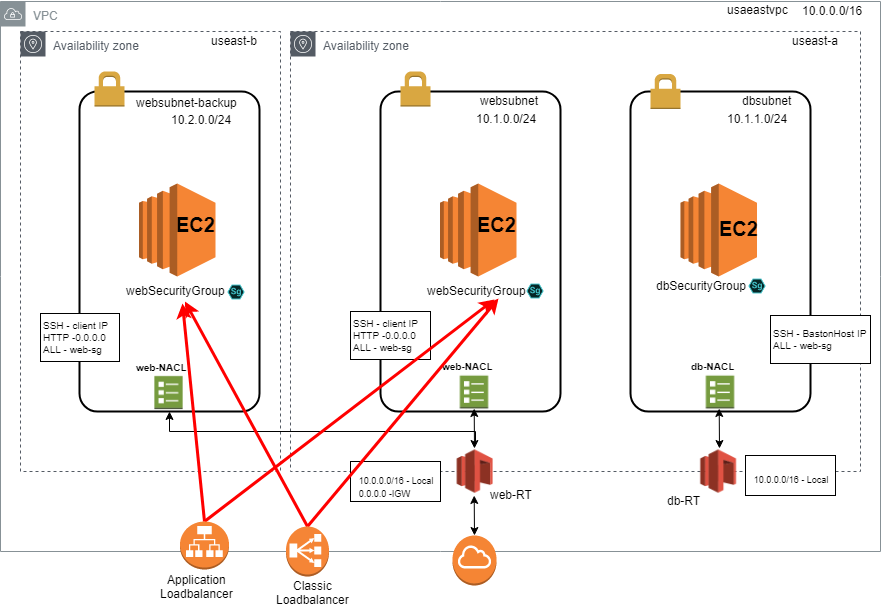 VPC
usaeastvpc 10.0.0.0/16
Availability zone
useast-b
Availability zone
useast-a
websubnet-backup
10.2.0.0/24
websubnet
10.1.0.0/24
dbsubnet
10.1.1.0/24
EC2
EC2
EC2
webSecurityGroup
Sg
webSecurityGroup
Sg
dbSecurityGroup
Sg
SSH - client IP
HTTP -0.0.0.0
ALL - web-sg
SSH - client IP
HTTP -0.0.0.0
ALL - web-sg
SSH - BastonHost IP
ALL - web-sg
web-NACL
web-NACL
db-NACL
10.0.0.0/16 - Local
0.0.0.0 -IGW
web-RT
db-RT
10.0.0.0/16 - Local
Application
Loadbalancer
Classic
Loadbalancer